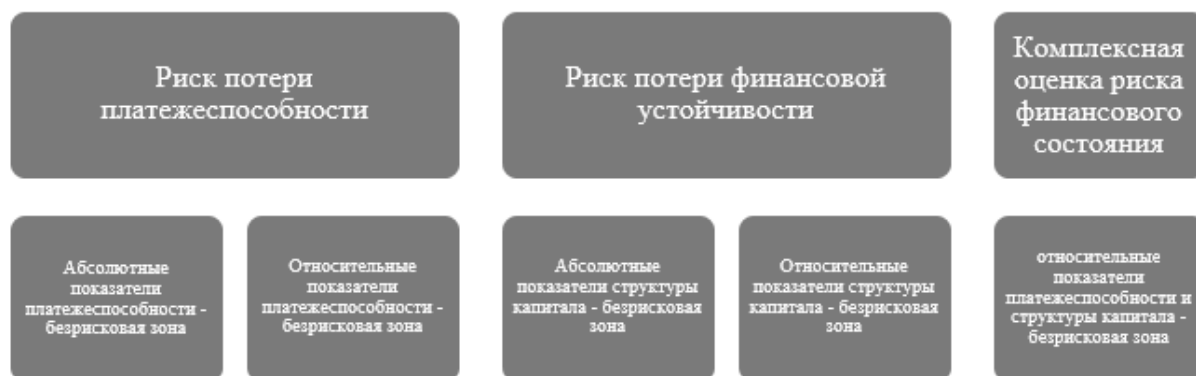 Риск потери
платежеспособности
Риск потери финансовой
устойчивости
Комплексная
оценка риска
финансового
состояния
Абсолютные
показатели
платежеспособности -
безрисковая зона
Относительные
показатели
платежеспособности -
безрисковая зона
Абсолютные
показатели структуры
капитала - безрисковая
зона
Относительные
показатели структуры
капитала - безрисковая
зона
относительные
показатели
платежеспособности и
структуры капитала -
безрисковая зона